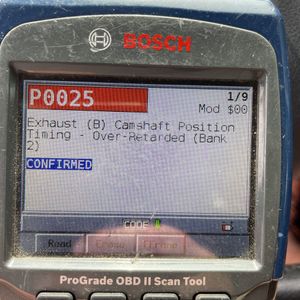 BOSCH
P0025
1/9
Mod $00
Exhaust (B) Camshaft Position
Timing - Over-Retarded (Bank
2)
CONFIRMED
CODE
Read
Erase
ProGrade OBD II Scan Tool